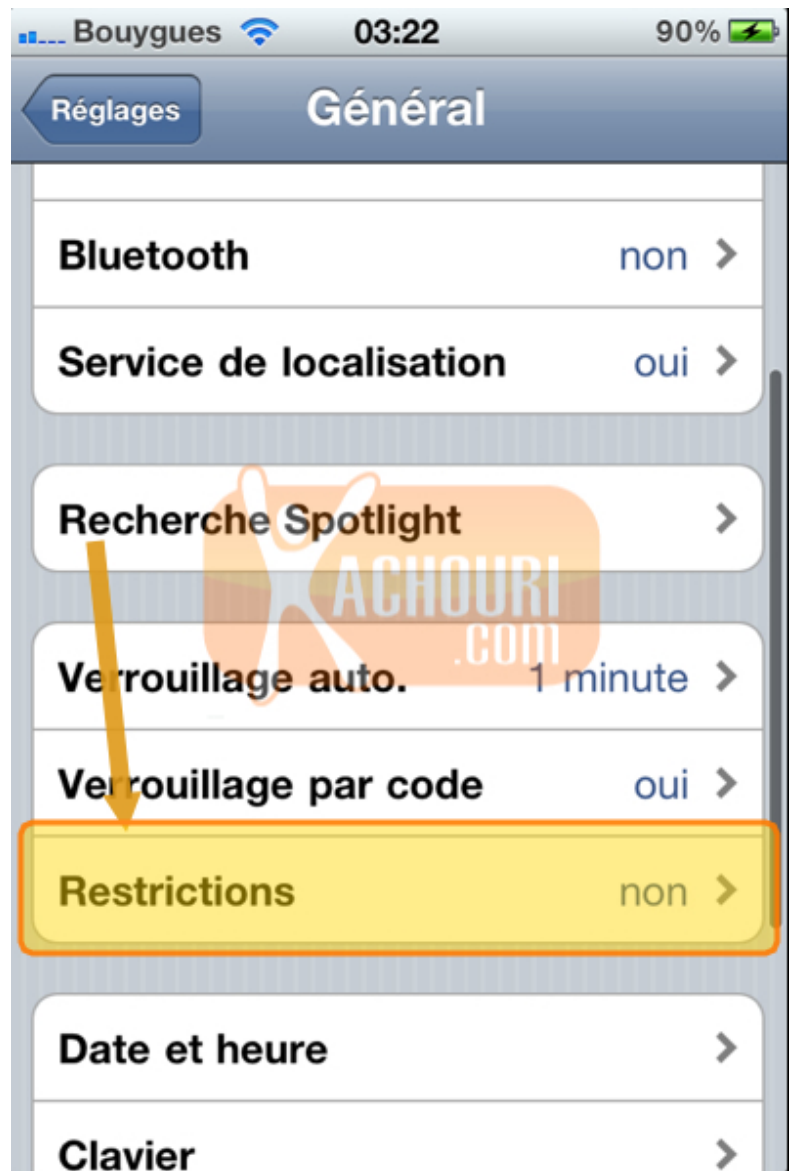 Bouygues 03:22 90%
Réglages Général
Bluetooth non
Service de localisation oui
Recherche Spotlight
KACHOURI
.com
Verrouillage auto. 1 minute
Verrouillage par code oui
Restrictions non
Date et heure
Clavier